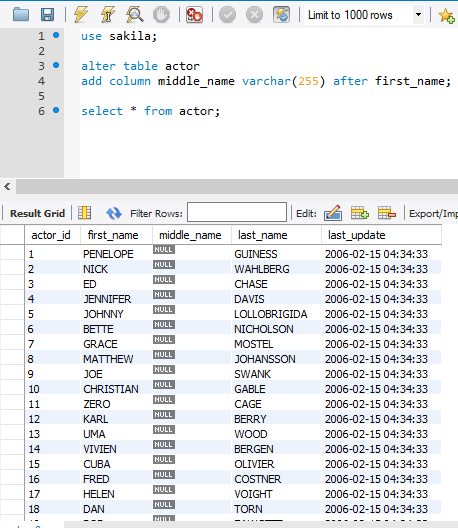 Limit to 1000 rows
1 use sakila;
2
3 alter table actor
4 add column middle_name varchar(255) after first_name;
5
6 select * from actor;
Result Grid Filter Rows: Edit: Export/Imp
actor_id first_name middle_name last_name last_update
1 PENELOPE NULL GUINESS 2006-02-15 04:34:33
2 NICK NULL WAHLBERG 2006-02-15 04:34:33
3 ED NULL CHASE 2006-02-15 04:34:33
4 JENNIFER NULL DAVIS 2006-02-15 04:34:33
5 JOHNNY NULL LOLLOBRIGIDA 2006-02-15 04:34:33
6 BETTE NULL NICHOLSON 2006-02-15 04:34:33
7 GRACE NULL MOSTEL 2006-02-15 04:34:33
8 MATTHEW NULL JOHANSSON 2006-02-15 04:34:33
9 JOE NULL SWANK 2006-02-15 04:34:33
10 CHRISTIAN NULL GABLE 2006-02-15 04:34:33
11 ZERO NULL CAGE 2006-02-15 04:34:33
12 KARL NULL BERRY 2006-02-15 04:34:33
13 UMA NULL WOOD 2006-02-15 04:34:33
14 VIVIEN NULL BERGEN 2006-02-15 04:34:33
15 CUBA NULL OLIVIER 2006-02-15 04:34:33
16 FRED NULL COSTNER 2006-02-15 04:34:33
17 HELEN NULL VOIGHT 2006-02-15 04:34:33
18 DAN NULL TORN 2006-02-15 04:34:33